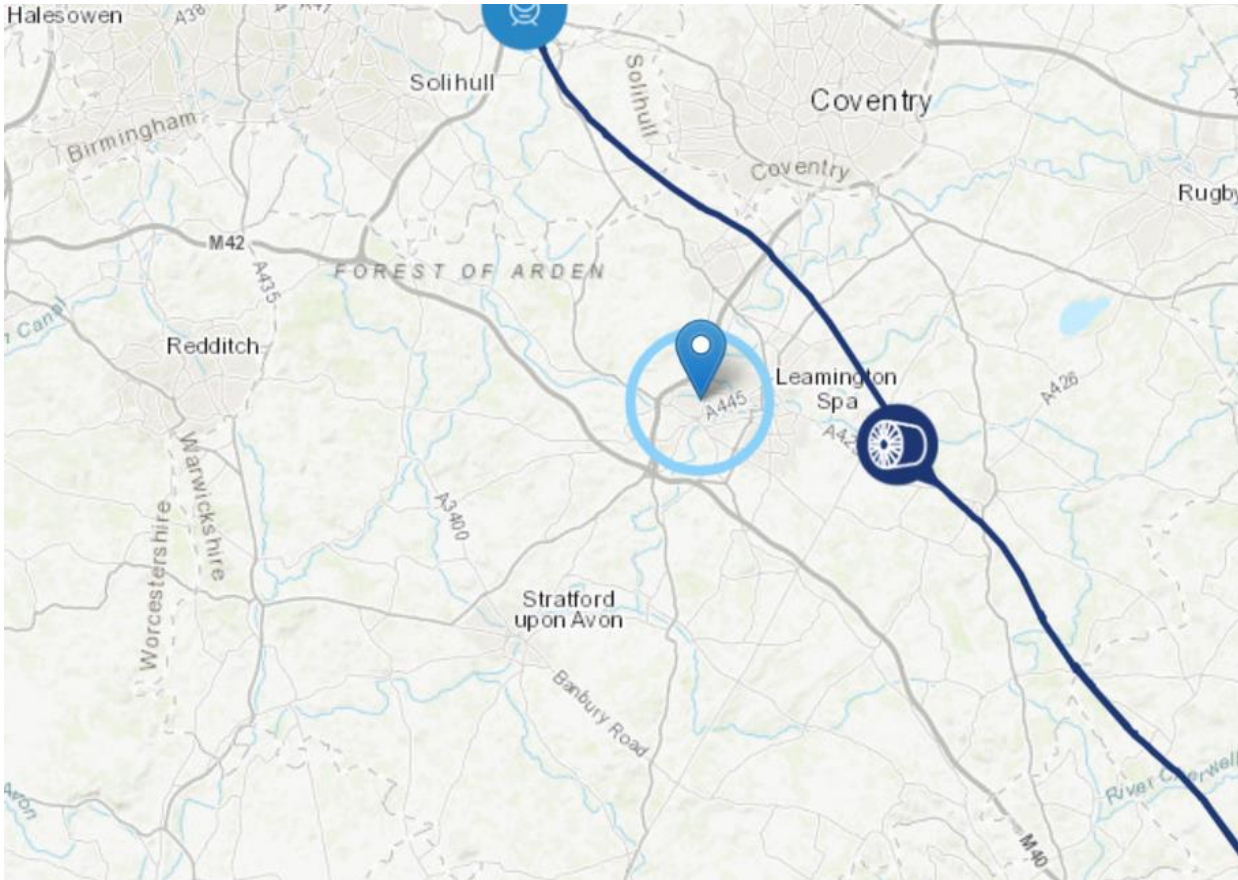 Halesowen
A38
A47
Solihull
Solihull
Coventry
Birmingham
Coventry
Rugby
M42
FOREST OF ARDEN
A435
Canal
Redditch
Leamington
Spa
A426
A445
Warwickshire
Worcestershire
A3400
Stratford
upon Avon
Banbury Road
River Cherwell
Avon
M40